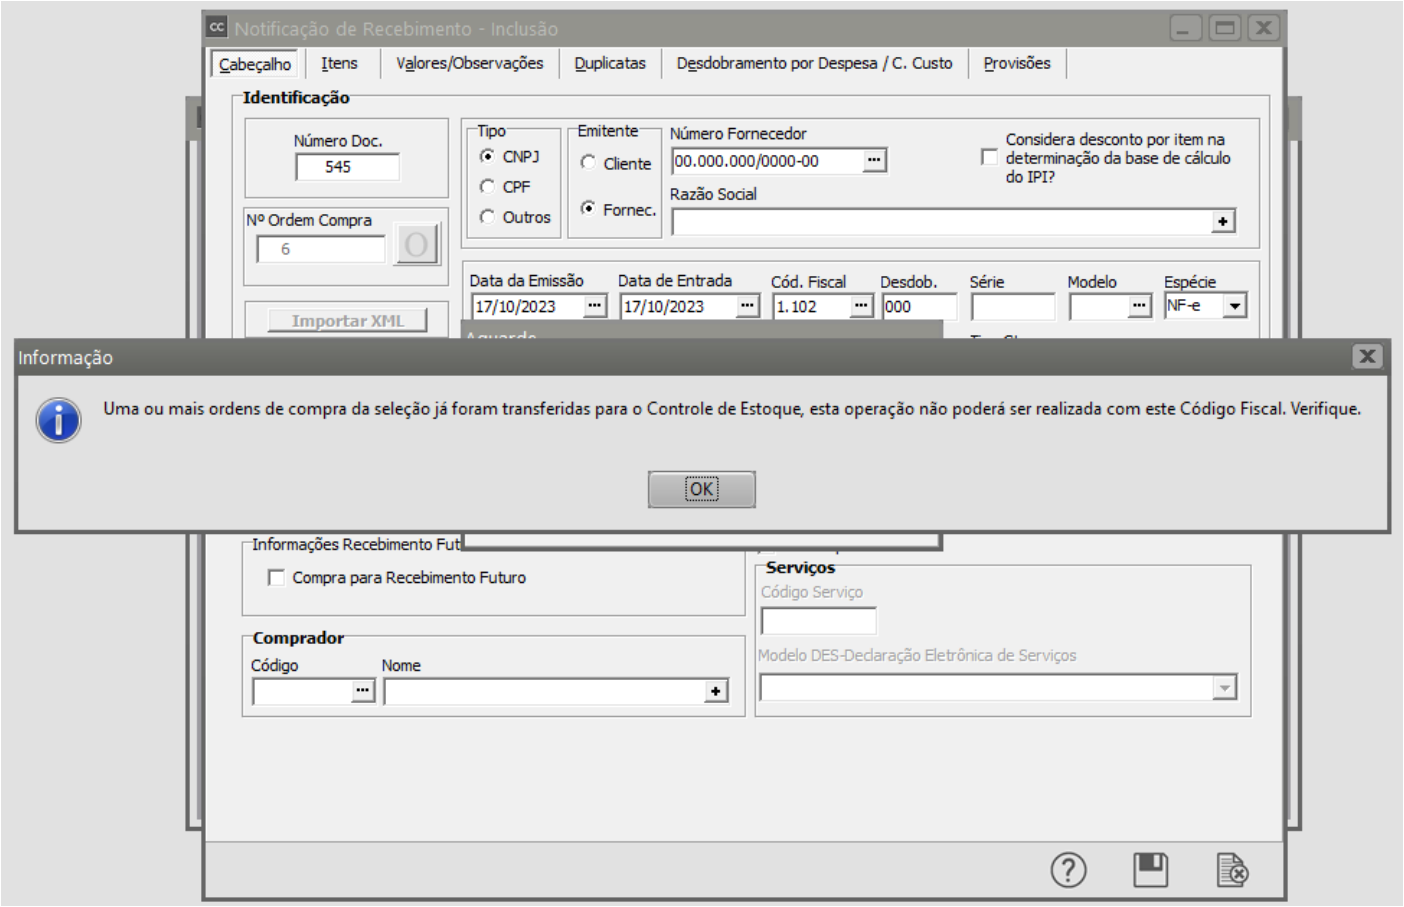 cc Notificação de Recebimento - Inclusão
Cabeçalho Itens Valores/Observações Duplicatas Desdobramento por Despesa / C. Custo Provisões
Identificação
Número Doc.
545
Tipo
CNPJ
CPF
Outros
Emitente
Cliente
Fornec.
Número Fornecedor
00.000.000/0000-00 ...
Razão Social
+
Considera desconto por item na
determinação da base de cálculo
do IPI?
Nº Ordem Compra
6 O
Data da Emissão Data de Entrada Cód. Fiscal Desdob. Série Modelo Espécie
17/10/2023 ... 17/10/2023 ... 1.102 ... 000 ... NF-e
Importar XML
Aguarde
Informação
Uma ou mais ordens de compra da seleção já foram transferidas para o Controle de Estoque, esta operação não poderá ser realizada com este Código Fiscal. Verifique.
OK
Informações Recebimento Fut
Compra para Recebimento Futuro
Serviços
Código Serviço
Modelo DES-Declaração Eletrônica de Serviços
Comprador
Código Nome
... +
?